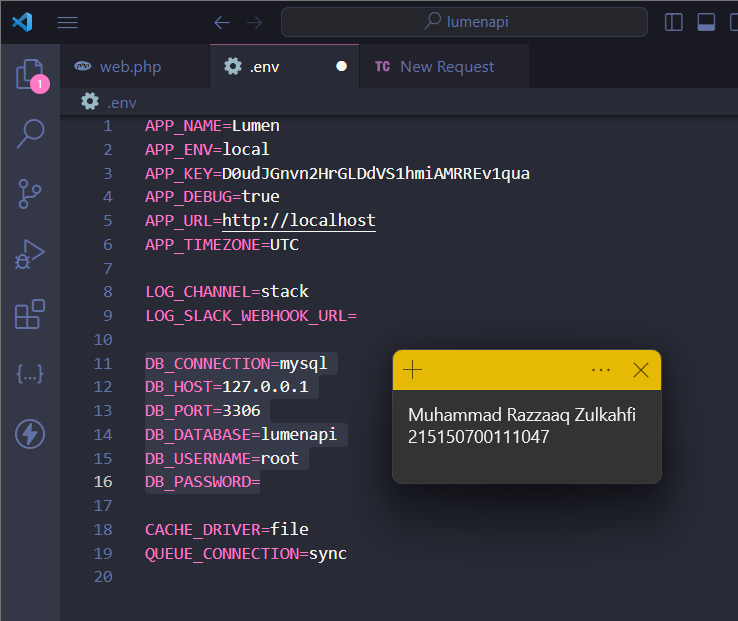 lumenapi
web.php
.env
TC New Request
1
.env
1 APP_NAME=Lumen
2 APP_ENV=local
3 APP_KEY=D0udJGnvn2HrGLDdVS1hmiAMRREv1qua
4 APP_DEBUG=true
5 APP_URL=http://localhost
6 APP_TIMEZONE=UTC
7
8 LOG_CHANNEL=stack
9 LOG_SLACK_WEBHOOK_URL=
10
11 DB_CONNECTION=mysql
12 DB_HOST=127.0.0.1
13 DB_PORT=3306
14 DB_DATABASE=lumenapi
15 DB_USERNAME=root
16 DB_PASSWORD=
17
18 CACHE_DRIVER=file
19 QUEUE_CONNECTION=sync
20
Muhammad Razzaaq Zulkahfi
215150700111047